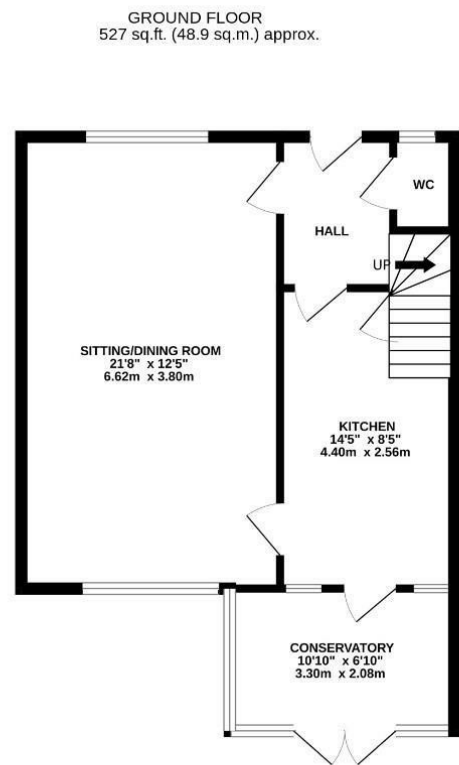 GROUND FLOOR
527 sq.ft. (48.9 sq.m.) approx.
WC
HALL
UP
SITTING/DINING ROOM
21'8" x 12'5"
6.62m x 3.80m
KITCHEN
14'5" x 8'5"
4.40m x 2.56m
CONSERVATORY
10'10" x 6'10"
3.30m x 2.08m